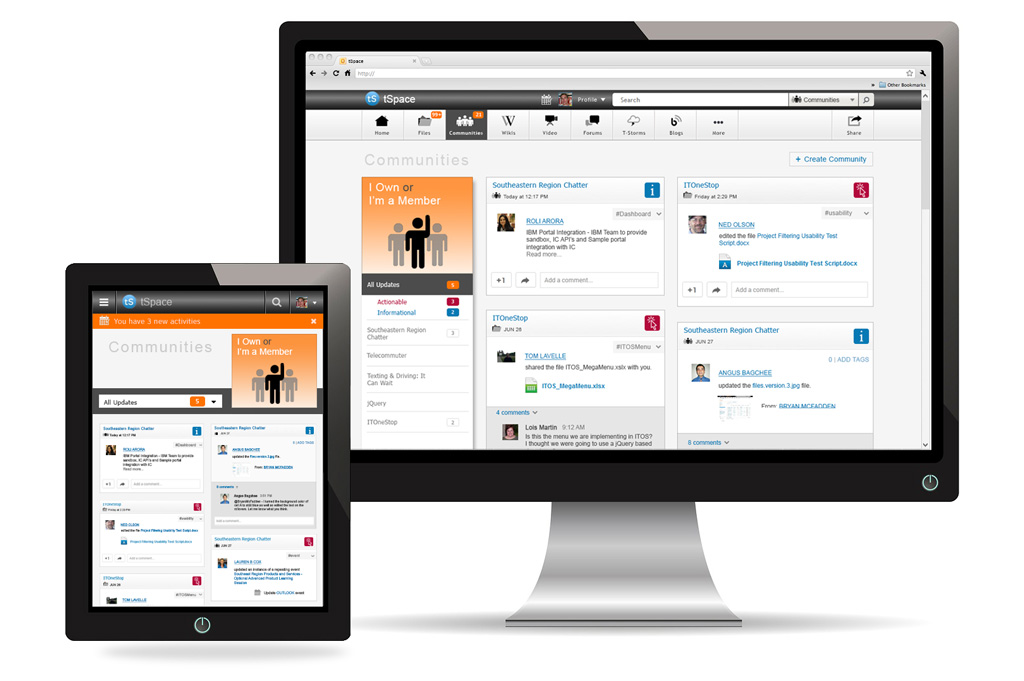 tSpace
http://
Other Bookmarks
tS tSpace
Profile
Search
Communities
99+
21
Home
Files
Communities
Wikis
Video
Forums
T-Storms
Blogs
More
Share
Communities
+ Create Community
I Own or
I'm a Member
All Updates 5
Actionable 3
Informational 2
Southeastern Region
Chatter
3
Telecommuter
Texting & Driving: It
Can Wait
jQuery
ITOneStop 2
Southeastern Region Chatter
Today at 12:17 PM
#Dashboard
ROLI ARORA
IBM Portal Integration - IBM Team to provide
sandbox, IC API's and Sample portal
integration with IC
Read more...
+1
Add a comment...
ITOneStop
JUN 28
#ITOSMenu
TOM LAVELLE
shared the file ITOS_MegaMenu.xslx with you.
ITOS_MegaMenu.xlsx
4 comments
Lois Martin 9:12 AM
Is this the menu we are implementing in ITOS?
I thought we were going to use a jQuery based
ITOneStop
Friday at 2:29 PM
#usability
NED OLSON
edited the file Project Filtering Usability Test
Script.docx
Project Filtering Usability Test Script.docx
+1
Add a comment...
Southeastern Region Chatter
JUN 27
0 | ADD TAGS
ANGUS BAGCHEE
updated the files.version.3.jpg file.
From: BRYAN MCFADDEN
8 comments
tS tSpace
You have 3 new activities
Communities
I Own or
I'm a Member
All Updates 5
Southeastern Region Chatter
Today at 12:17 PM
#Dashboard
ROLI ARORA
IBM Portal Integration - IBM Team to provide
sandbox, IC API's and Sample portal
integration with IC
Read more...
+1
Add a comment...
ITOneStop
Friday at 2:29 PM
#usability
NED OLSON
edited the file Project Filtering Usability Test Script.docx
Project Filtering Usability Test Script.docx
+1
Add a comment...
ITOneStop
JUN 28
#ITOSMenu
TOM LAVELLE
Southeastern Region Chatter
JUN 27
0 | ADD TAGS
ANGUS BAGCHEE
updated the files.version.3.jpg file.
From: BRYAN MCFADDEN
8 comments
Add a comment...
Southeastern Region Chatter
JUN 27
LAUREN B COX
updated an instance of a repeating event
Southeast Region Products and Services -
Optional Advanced Product Learning
Session
Update OUTLOOK event